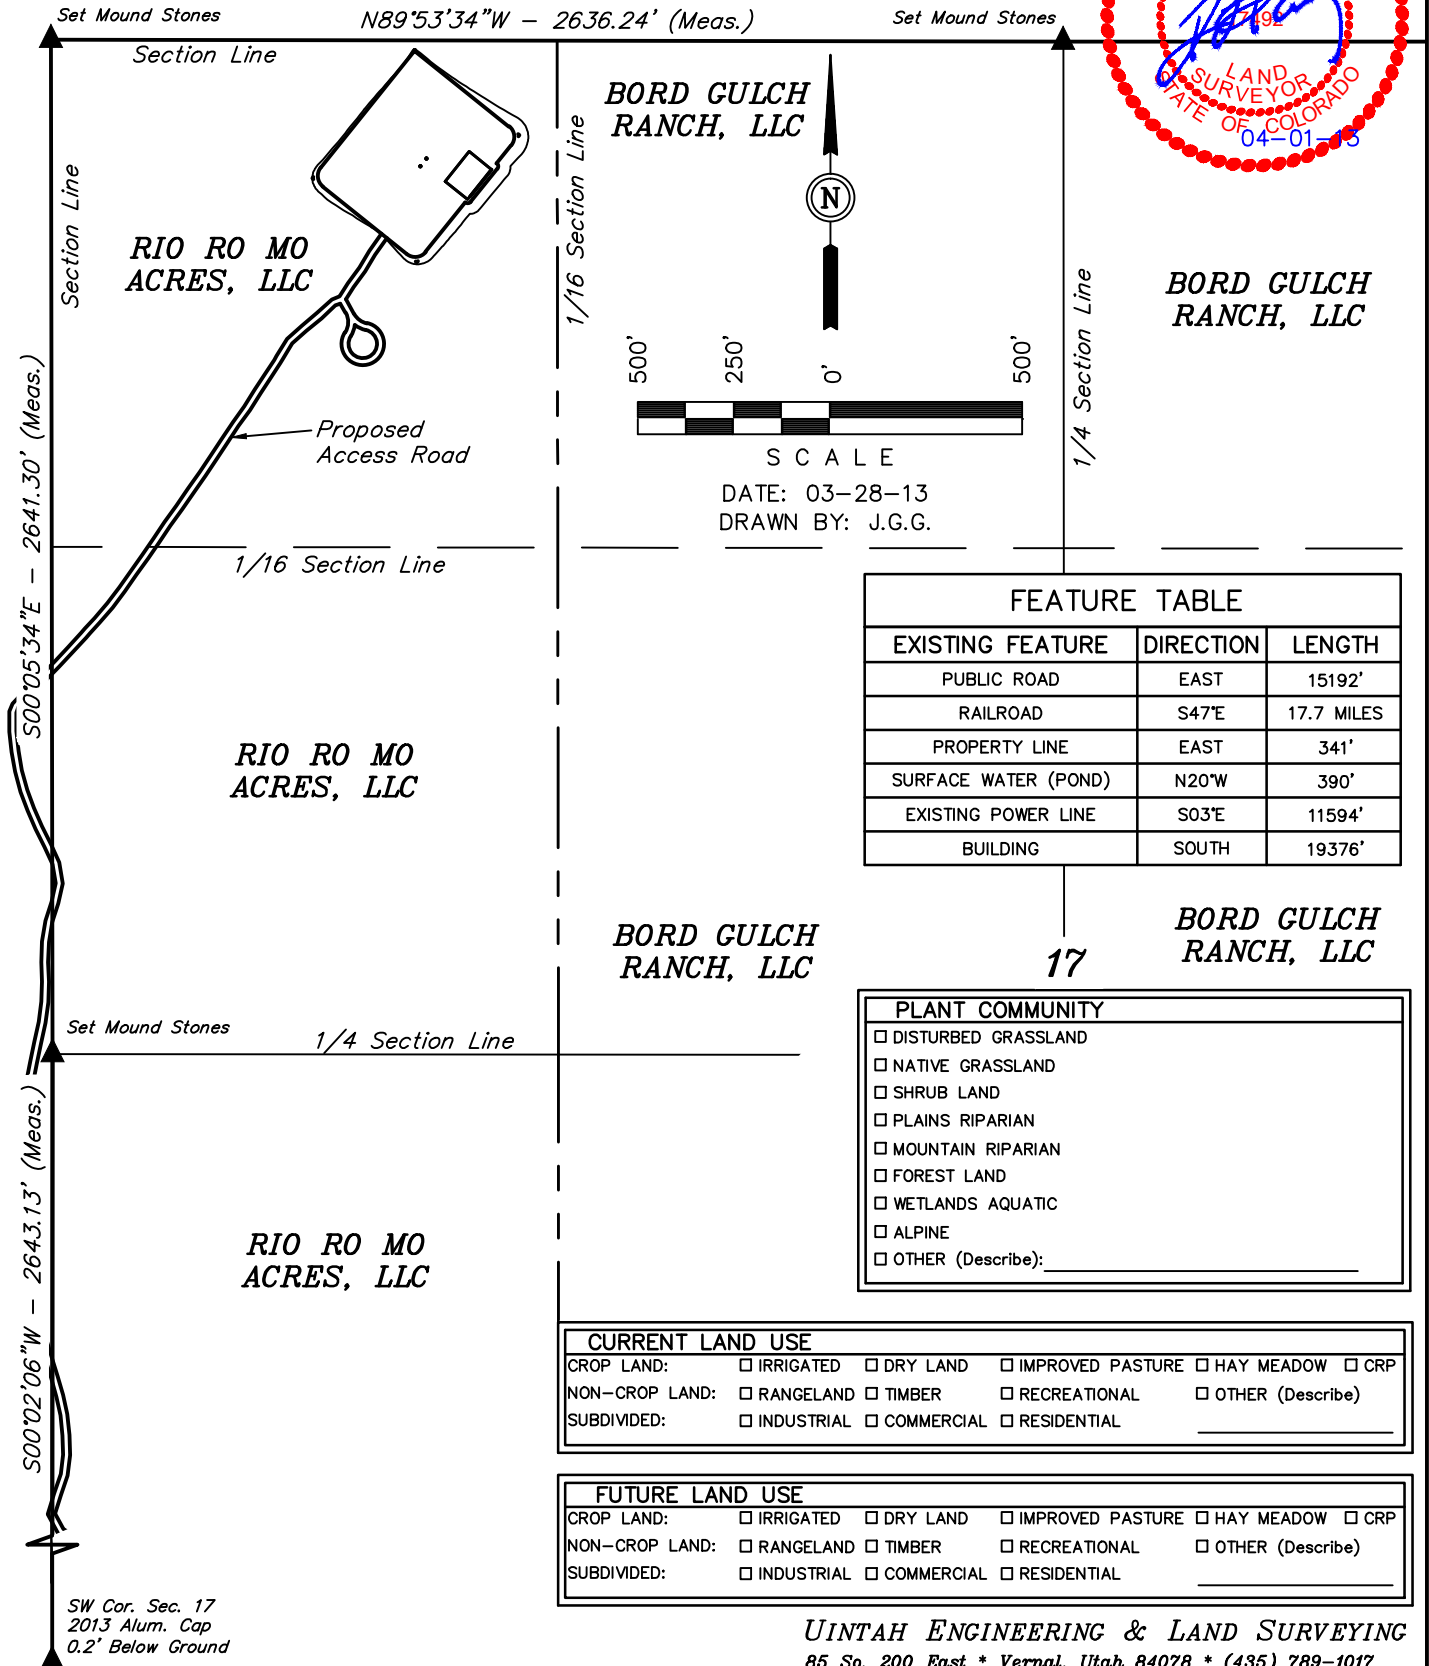 Set Mound Stones
N89°53'34"W - 2636.24' (Meas.)
Set Mound Stones
Section Line
7492
LAND
SURVEYOR
STATE OF COLORADO
04-01-13
BORD GULCH
RANCH, LLC
Section Line
1/16 Section Line
N
RIO RO MO
ACRES, LLC
BORD GULCH
RANCH, LLC
1/4 Section Line
500'
250'
0'
500'
SCALE
DATE: 03-28-13
DRAWN BY: J.G.G.
Proposed
Access Road
S00°05'34"E - 2641.30' (Meas.)
1/16 Section Line
FEATURE TABLE
EXISTING FEATURE DIRECTION LENGTH
PUBLIC ROAD EAST 15192'
RAILROAD S47°E 17.7 MILES
PROPERTY LINE EAST 341'
SURFACE WATER (POND) N20°W 390'
EXISTING POWER LINE S03°E 11594'
BUILDING SOUTH 19376'
RIO RO MO
ACRES, LLC
BORD GULCH
RANCH, LLC
BORD GULCH
RANCH, LLC
17
Set Mound Stones
1/4 Section Line
PLANT COMMUNITY
☐ DISTURBED GRASSLAND
☐ NATIVE GRASSLAND
☐ SHRUB LAND
☐ PLAINS RIPARIAN
☐ MOUNTAIN RIPARIAN
☐ FOREST LAND
☐ WETLANDS AQUATIC
☐ ALPINE
☐ OTHER (Describe):
S00°02'06"W - 2643.13' (Meas.)
RIO RO MO
ACRES, LLC
CURRENT LAND USE
CROP LAND: ☐ IRRIGATED ☐ DRY LAND ☐ IMPROVED PASTURE ☐ HAY MEADOW ☐ CRP
NON-CROP LAND: ☐ RANGELAND ☐ TIMBER ☐ RECREATIONAL ☐ OTHER (Describe)
SUBDIVIDED: ☐ INDUSTRIAL ☐ COMMERCIAL ☐ RESIDENTIAL
FUTURE LAND USE
CROP LAND: ☐ IRRIGATED ☐ DRY LAND ☐ IMPROVED PASTURE ☐ HAY MEADOW ☐ CRP
NON-CROP LAND: ☐ RANGELAND ☐ TIMBER ☐ RECREATIONAL ☐ OTHER (Describe)
SUBDIVIDED: ☐ INDUSTRIAL ☐ COMMERCIAL ☐ RESIDENTIAL
SW Cor. Sec. 17
2013 Alum. Cap
0.2' Below Ground
UINTAH ENGINEERING & LAND SURVEYING
85 So. 200 East * Vernal, Utah 84078 * (435) 789-1017